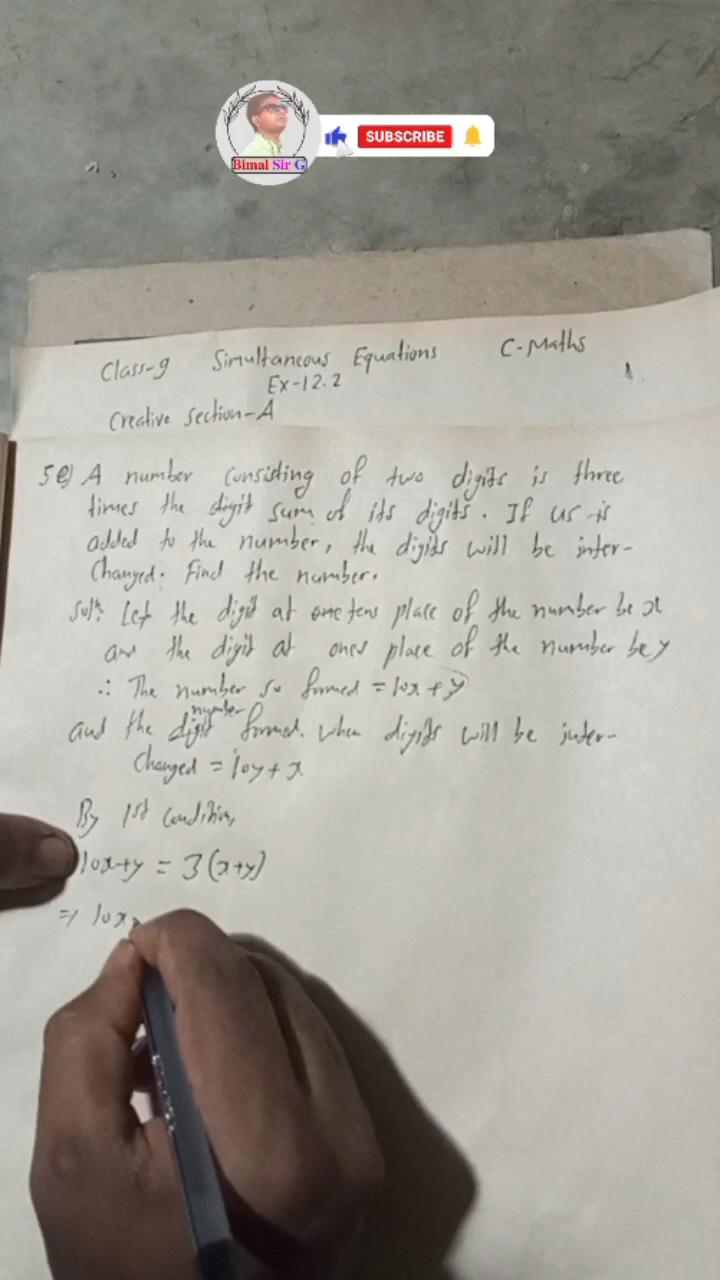 Bimal Sir G
SUBSCRIBE
Class-9 Simultaneous Equations C-Maths
Ex-12.2
Creative section-A
5e) A number consisting of two digits is three
times the digit sum of its digits. If 45 is
added to the number, the digits will be inter-
changed. Find the number.
Solⁿ: Let the digit at one tens place of the number be x
and the digit at ones place of the number be y
∴ The number so formed = 10x + y
number
and the digit formed. when digits will be inter-
changed = 10y + x
By 1st condition,
10x+y = 3(x+y)
⇒ 10x